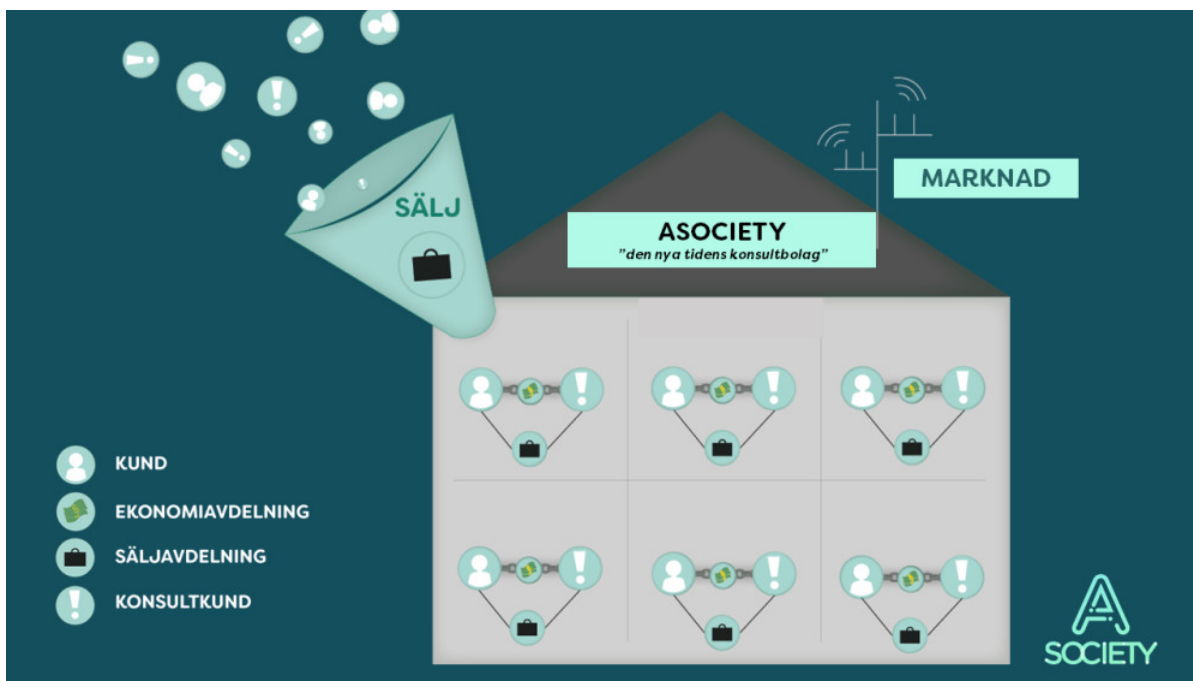 SÄLJ
MARKNAD
ASOCIETY
"den nya tidens konsultbolag"
KUND
EKONOMIAVDELNING
SÄLJAVDELNING
KONSULTKUND
A
SOCIETY